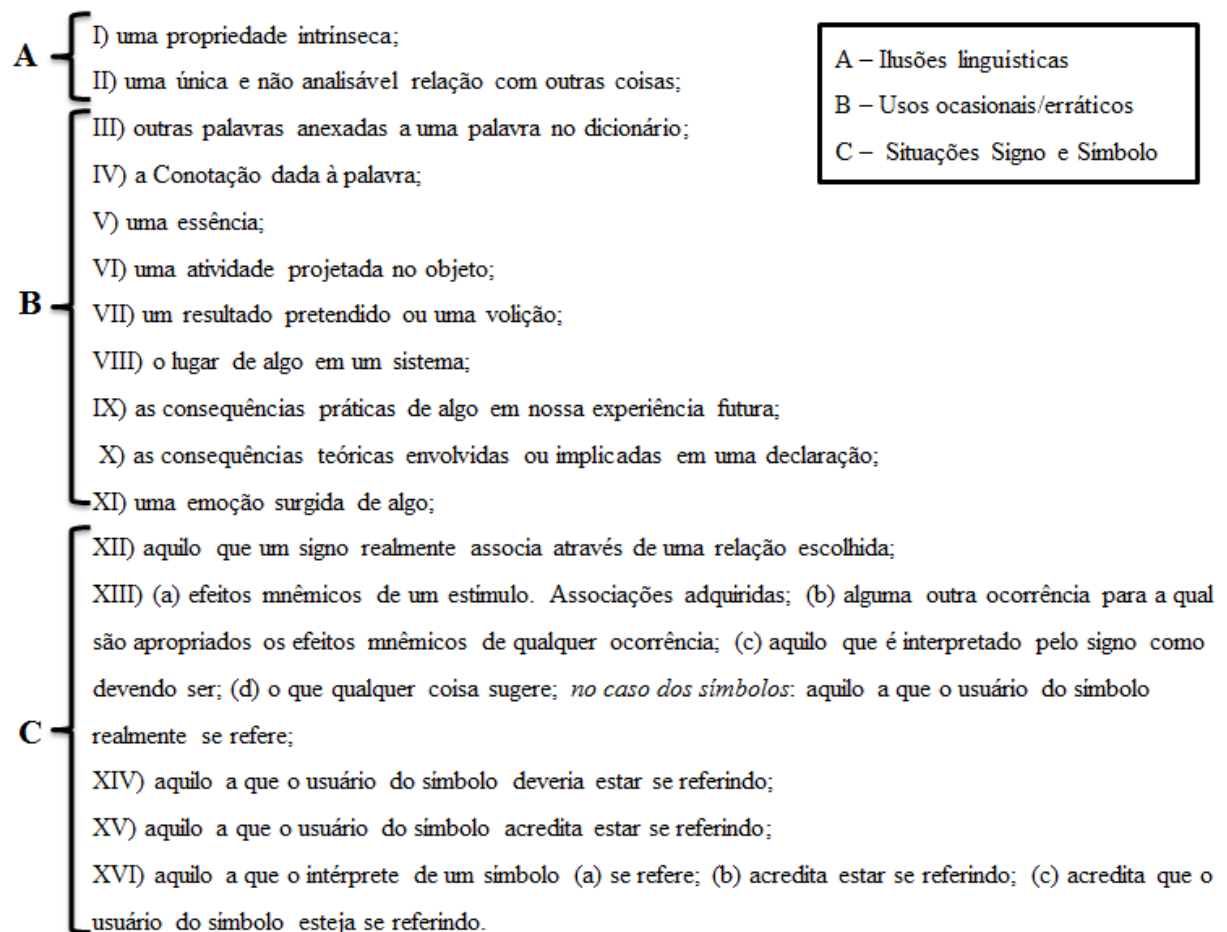 A
I) uma propriedade intrínseca;
II) uma única e não analisável relação com outras coisas;
A – Ilusões linguísticas
B – Usos ocasionais/erráticos
C – Situações Signo e Símbolo
B
III) outras palavras anexadas a uma palavra no dicionário;
IV) a Conotação dada à palavra;
V) uma essência;
VI) uma atividade projetada no objeto;
VII) um resultado pretendido ou uma volição;
VIII) o lugar de algo em um sistema;
IX) as consequências práticas de algo em nossa experiência futura;
X) as consequências teóricas envolvidas ou implicadas em uma declaração;
XI) uma emoção surgida de algo;
C
XII) aquilo que um signo realmente associa através de uma relação escolhida;
XIII) (a) efeitos mnêmicos de um estímulo. Associações adquiridas; (b) alguma outra ocorrência para a qual
são apropriados os efeitos mnêmicos de qualquer ocorrência; (c) aquilo que é interpretado pelo signo como
devendo ser; (d) o que qualquer coisa sugere; no caso dos símbolos: aquilo a que o usuário do símbolo
realmente se refere;
XIV) aquilo a que o usuário do símbolo deveria estar se referindo;
XV) aquilo a que o usuário do símbolo acredita estar se referindo;
XVI) aquilo a que o intérprete de um símbolo (a) se refere; (b) acredita estar se referindo; (c) acredita que o
usuário do símbolo esteja se referindo.